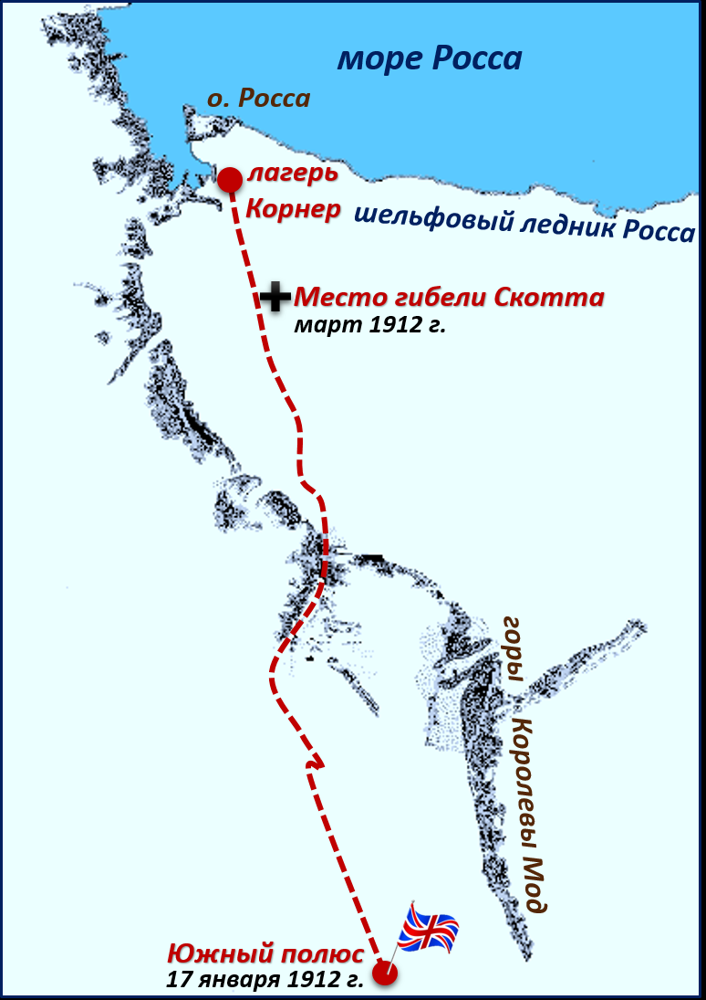 море Росса
о. Росса
лагерь
Корнер
шельфовый ледник Росса
Место гибели Скотта
март 1912 г.
горы Королевы Мод
Южный полюс
17 января 1912 г.